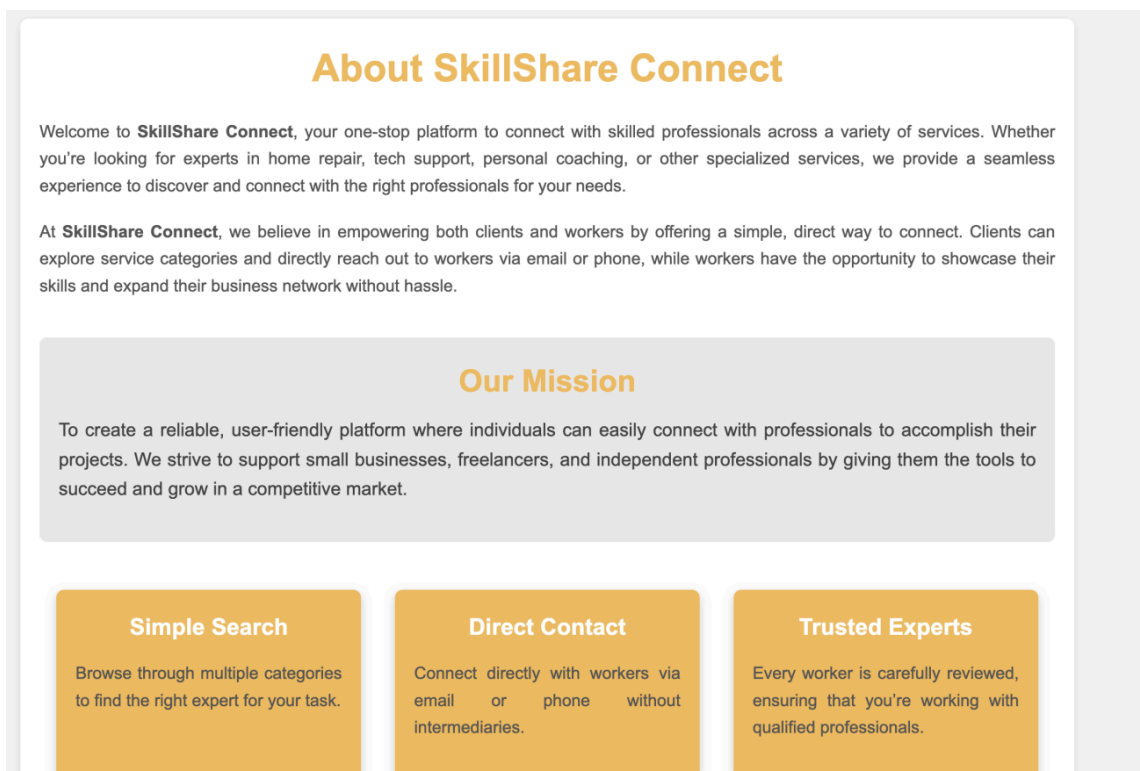 About SkillShare Connect
Welcome to SkillShare Connect, your one-stop platform to connect with skilled professionals across a variety of services. Whether
you're looking for experts in home repair, tech support, personal coaching, or other specialized services, we provide a seamless
experience to discover and connect with the right professionals for your needs.
At SkillShare Connect, we believe in empowering both clients and workers by offering a simple, direct way to connect. Clients can
explore service categories and directly reach out to workers via email or phone, while workers have the opportunity to showcase their
skills and expand their business network without hassle.
Our Mission
To create a reliable, user-friendly platform where individuals can easily connect with professionals to accomplish their
projects. We strive to support small businesses, freelancers, and independent professionals by giving them the tools to
succeed and grow in a competitive market.
Simple Search
Browse through multiple categories
to find the right expert for your task.
Direct Contact
Connect directly with workers via
email or phone without
intermediaries.
Trusted Experts
Every worker is carefully reviewed,
ensuring that you're working with
qualified professionals.